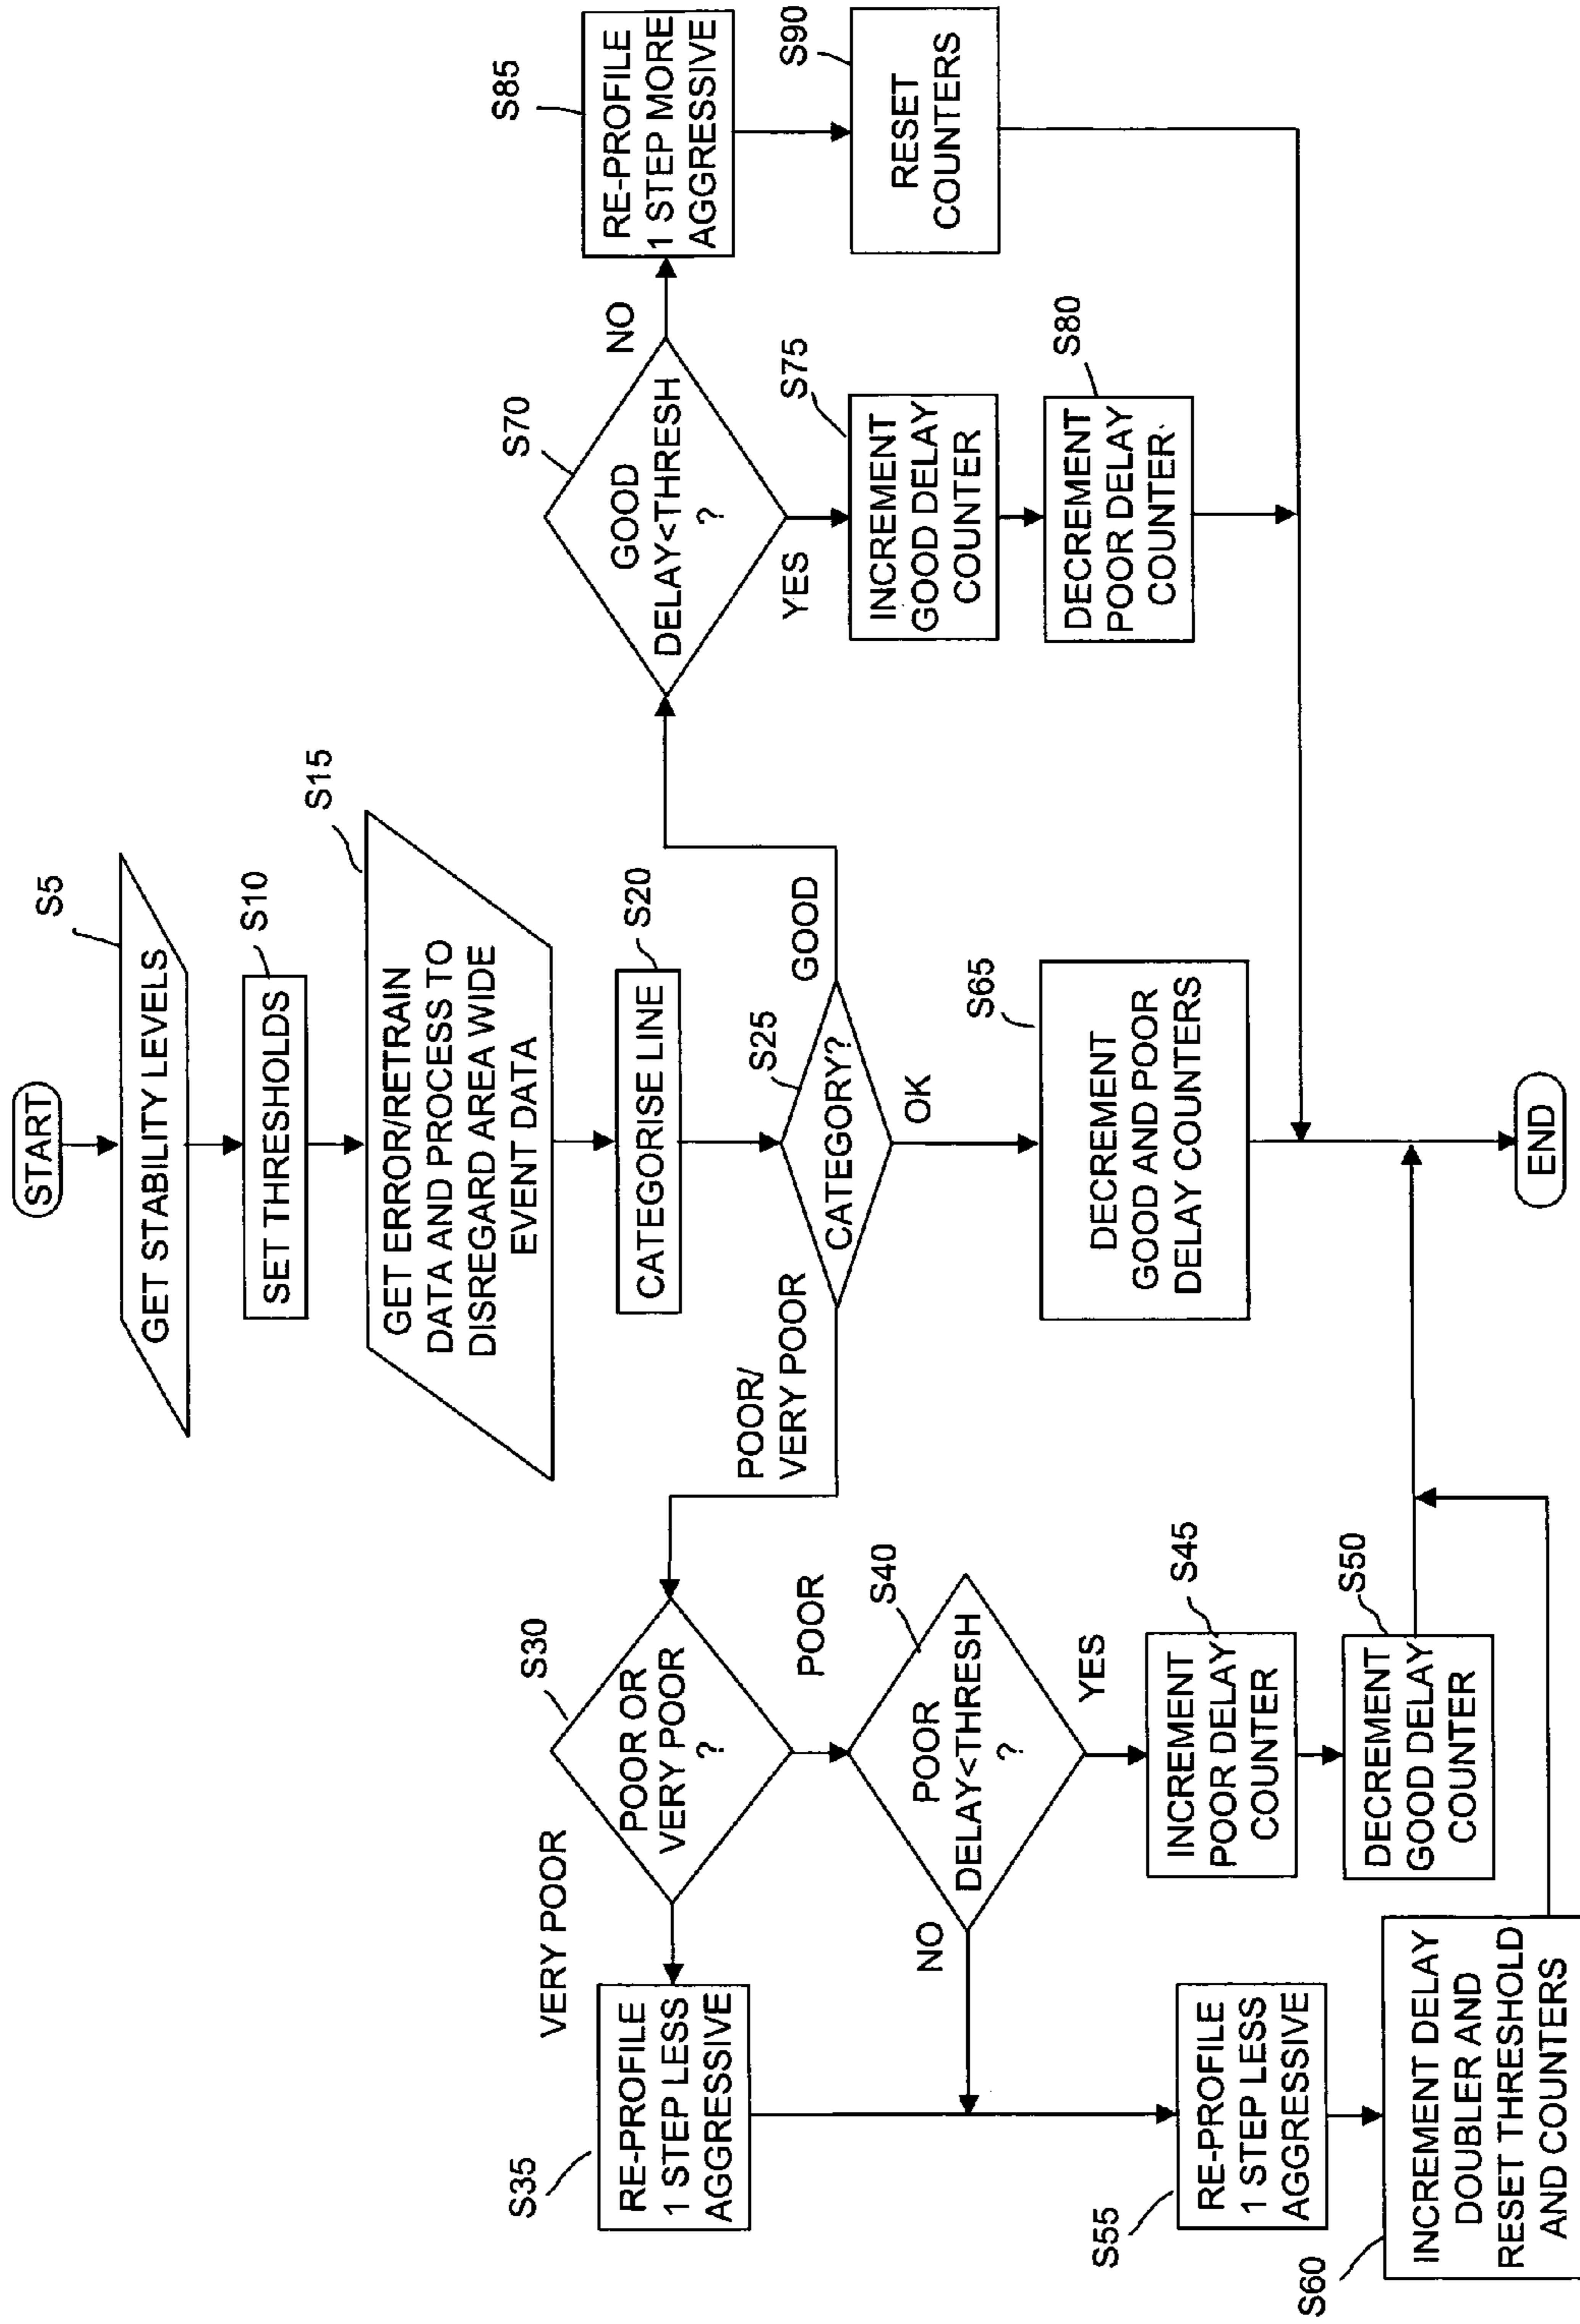 START
S5
GET STABILITY LEVELS
S10
SET THRESHOLDS
S15
GET ERROR/RETRAIN
DATA AND PROCESS TO
DISREGARD AREA WIDE
EVENT DATA
S20
CATEGORISE LINE
S25
CATEGORY?
POOR/
VERY POOR
GOOD
OK
S30
POOR OR
VERY POOR
?
VERY POOR
POOR
S35
RE-PROFILE
1 STEP LESS
AGGRESSIVE
S40
POOR
DELAY<THRESH
?
NO
YES
S45
INCREMENT
POOR DELAY
COUNTER
S50
DECREMENT
GOOD DELAY
COUNTER
S55
RE-PROFILE
1 STEP LESS
AGGRESSIVE
S60
INCREMENT DELAY
DOUBLER AND
RESET THRESHOLD
AND COUNTERS
S65
DECREMENT
GOOD AND POOR
DELAY COUNTERS
S70
GOOD
DELAY<THRESH
?
NO
YES
S75
INCREMENT
GOOD DELAY
COUNTER
S80
DECREMENT
POOR DELAY
COUNTER
S85
RE-PROFILE
1 STEP MORE
AGGRESSIVE
S90
RESET
COUNTERS
END